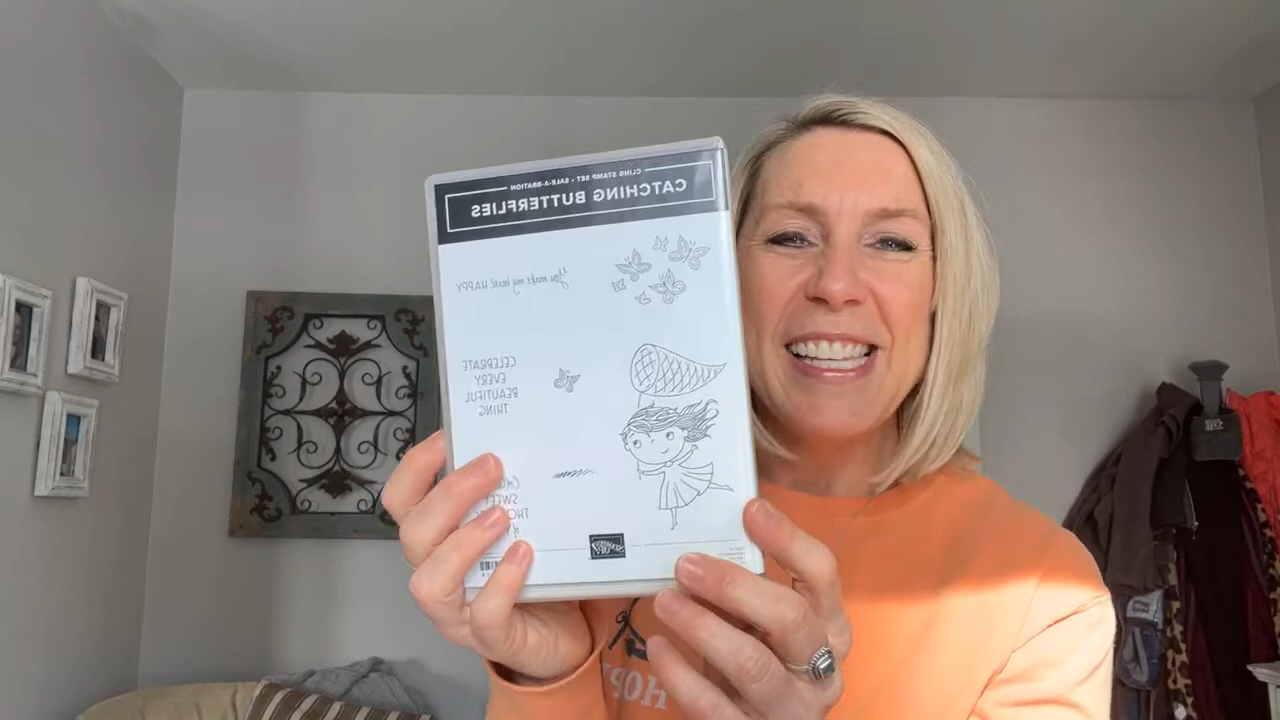 CLING STAMP SET • SALE-A-BRATION
CATCHING BUTTERFLIES
You make my heart HAPPY
CELEBRATE
EVERY
BEAUTIFUL
THING